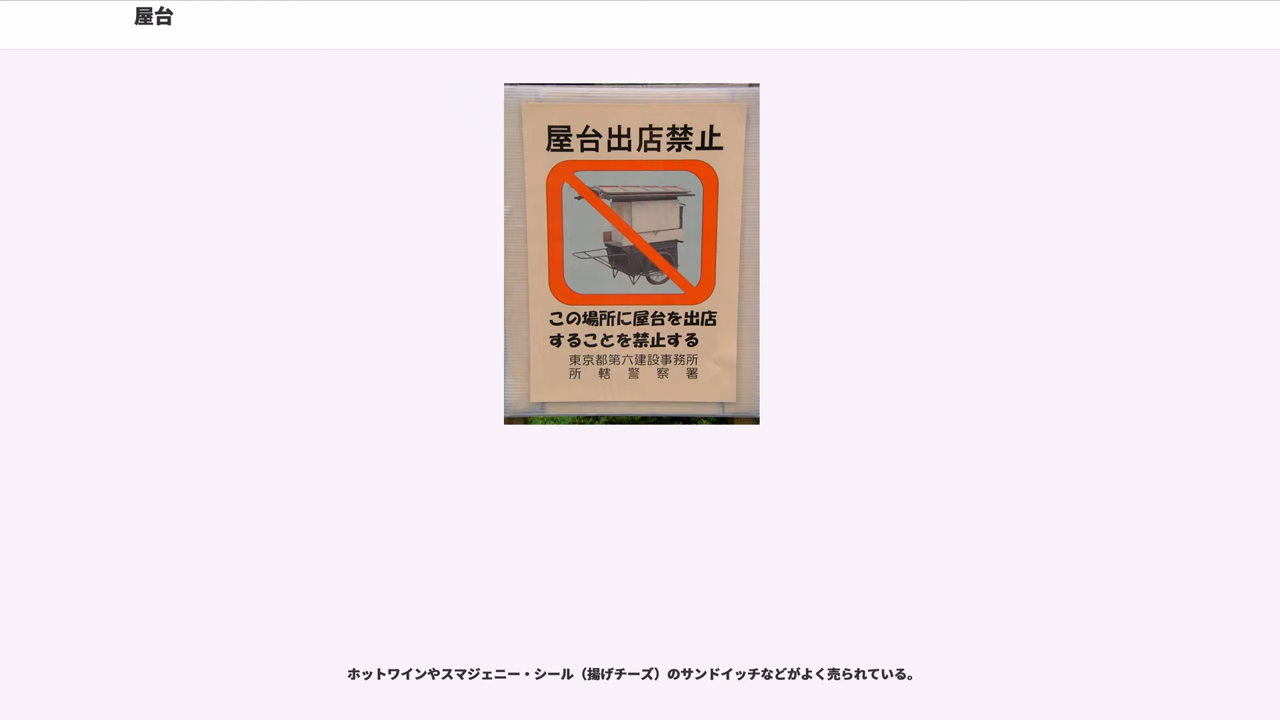 屋台
屋台出店禁止
この場所に屋台を出店
することを禁止する
東京都第六建設事務所
所轄警察署
ホットワインやスマジェニー・シール（揚げチーズ）のサンドイッチなどがよく売られている。